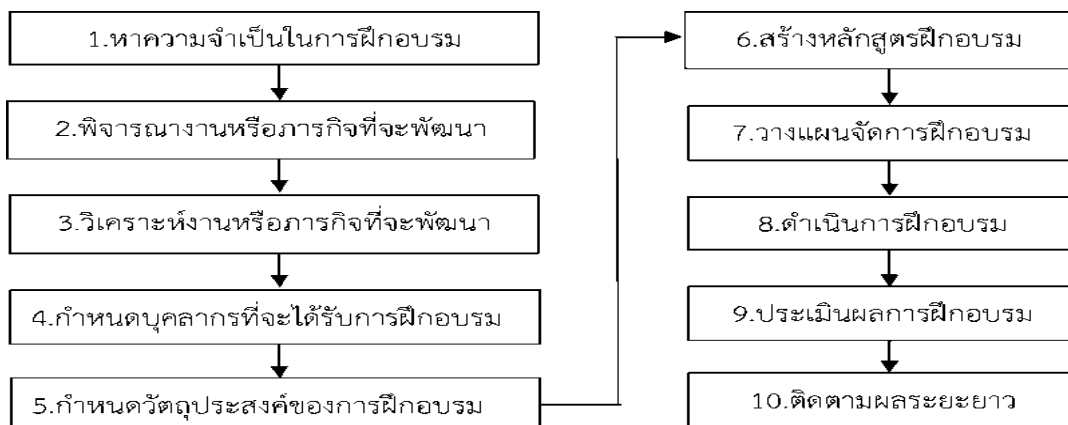 1.หาความจำเป็นในการฝึกอบรม
2.พิจารณางานหรือภารกิจที่จะพัฒนา
3.วิเคราะห์งานหรือภารกิจที่จะพัฒนา
4.กำหนดบุคลากรที่จะได้รับการฝึกอบรม
5.กำหนดวัตถุประสงค์ของการฝึกอบรม
6.สร้างหลักสูตรฝึกอบรม
7.วางแผนจัดการฝึกอบรม
8.ดำเนินการฝึกอบรม
9.ประเมินผลการฝึกอบรม
10.ติดตามผลระยะยาว